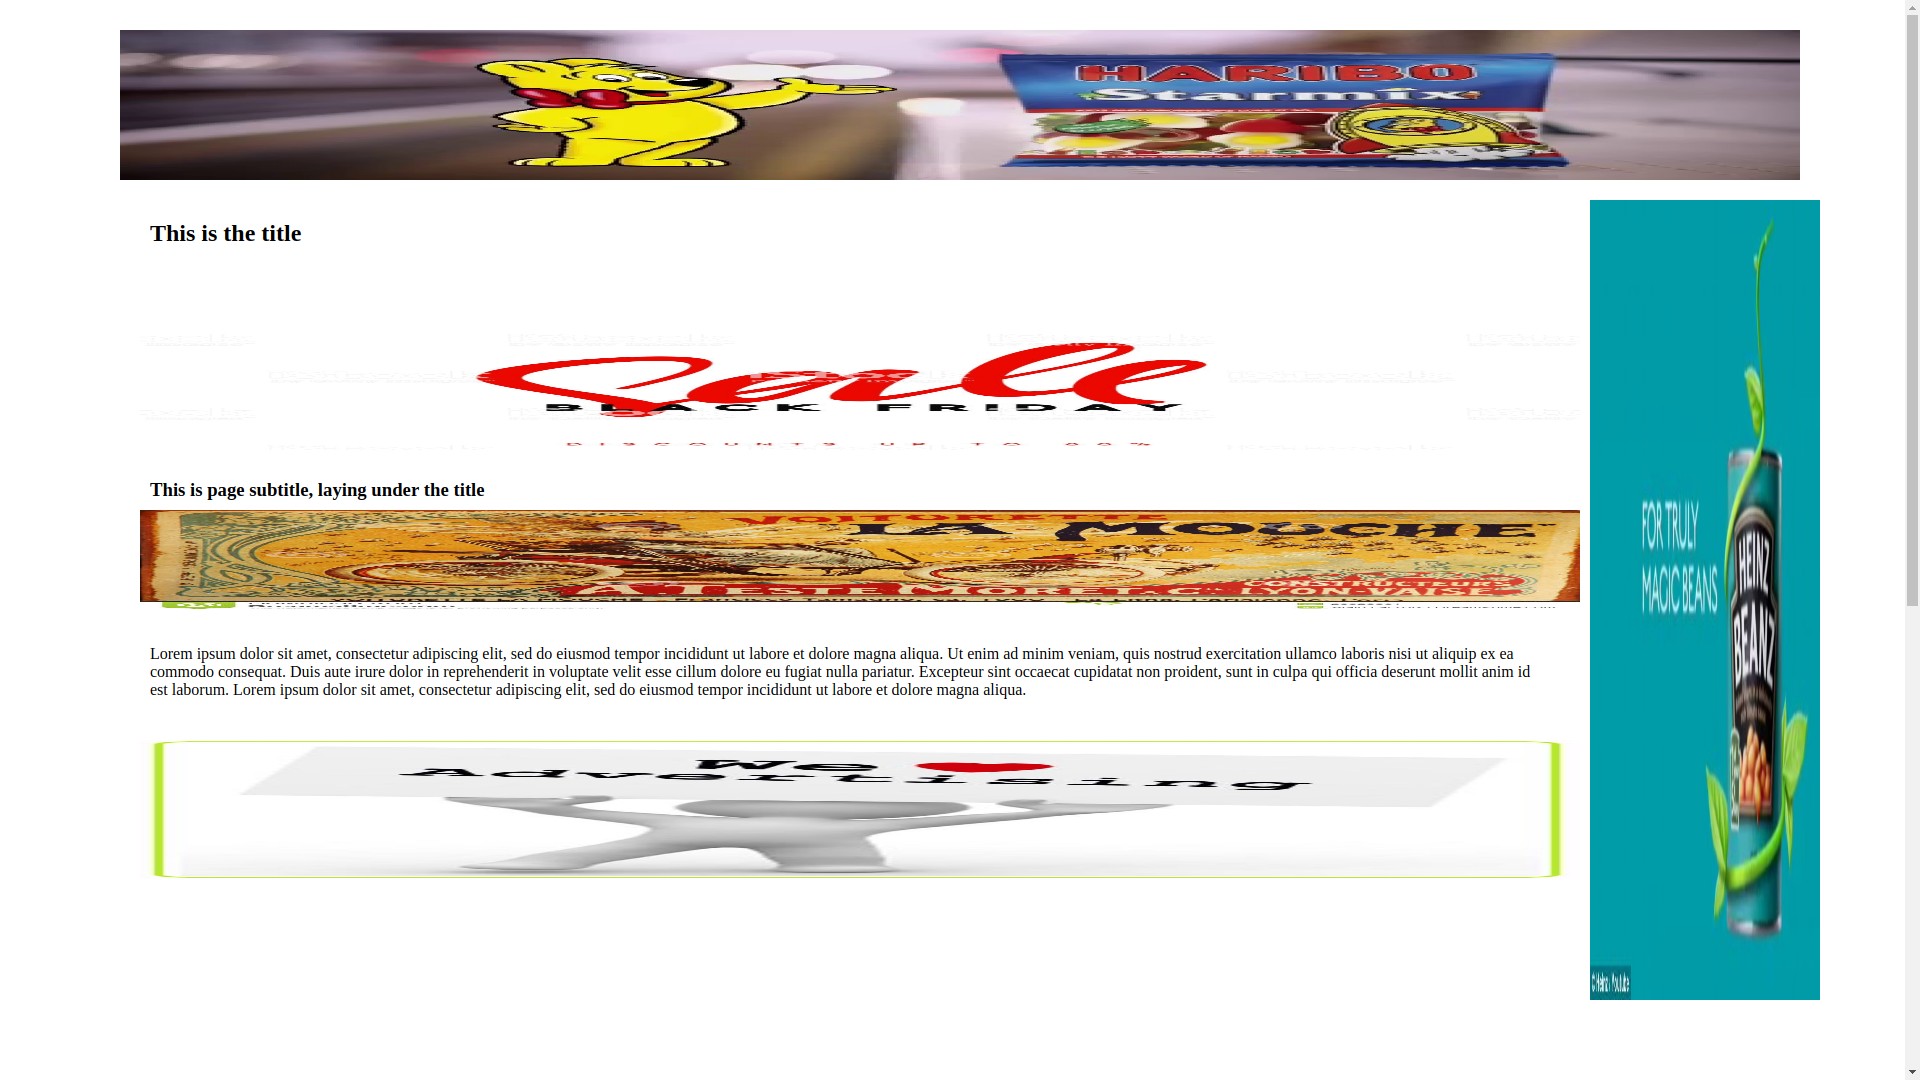 HARIBO
Starmix
This is the title
Sale
BLACK FRIDAY
DISCOUNTS UP TO
This is page subtitle, laying under the title
VOITORETTE
LA MOUCHE
CONSTRUCTEURS
A. TESTE MORET & C. LYON-VAISE
Lorem ipsum dolor sit amet, consectetur adipiscing elit, sed do eiusmod tempor incididunt ut labore et dolore magna aliqua. Ut enim ad minim veniam, quis nostrud exercitation ullamco laboris nisi ut aliquip ex ea
commodo consequat. Duis aute irure dolor in reprehenderit in voluptate velit esse cillum dolore eu fugiat nulla pariatur. Excepteur sint occaecat cupidatat non proident, sunt in culpa qui officia deserunt mollit anim id
est laborum. Lorem ipsum dolor sit amet, consectetur adipiscing elit, sed do eiusmod tempor incididunt ut labore et dolore magna aliqua.
We
Advertising
FOR TRULY
MAGIC BEANS
HEINZ
BEANZ
© Heinz / Youtube